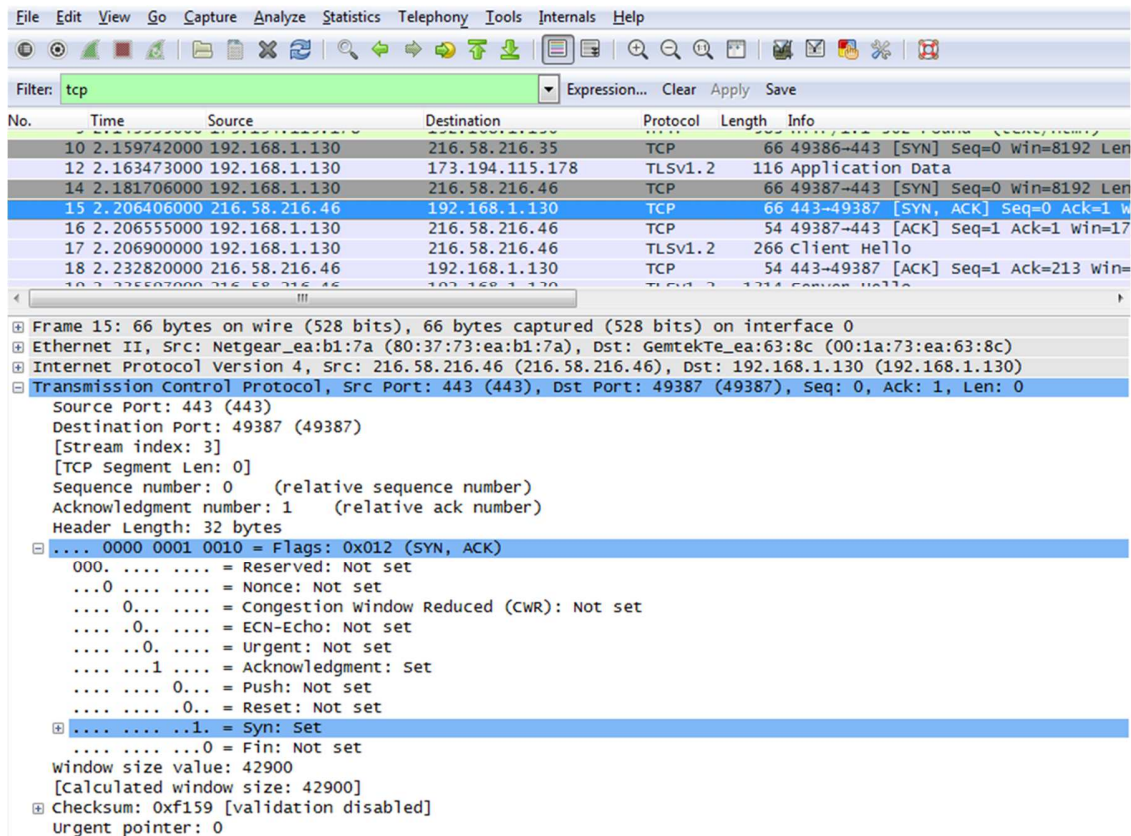 File Edit View Go Capture Analyze Statistics Telephony Tools Internals Help
Filter: tcp Expression... Clear Apply Save
No. Time Source Destination Protocol Length Info
10 2.159742000 192.168.1.130 216.58.216.35 TCP 66 49386→443 [SYN] Seq=0 Win=8192 Len
12 2.163473000 192.168.1.130 173.194.115.178 TLSv1.2 116 Application Data
14 2.181706000 192.168.1.130 216.58.216.46 TCP 66 49387→443 [SYN] Seq=0 Win=8192 Len
15 2.206406000 216.58.216.46 192.168.1.130 TCP 66 443→49387 [SYN, ACK] Seq=0 Ack=1 W
16 2.206555000 192.168.1.130 216.58.216.46 TCP 54 49387→443 [ACK] Seq=1 Ack=1 Win=17
17 2.206900000 192.168.1.130 216.58.216.46 TLSv1.2 266 Client Hello
18 2.232820000 216.58.216.46 192.168.1.130 TCP 54 443→49387 [ACK] Seq=1 Ack=213 Win=
Frame 15: 66 bytes on wire (528 bits), 66 bytes captured (528 bits) on interface 0
Ethernet II, Src: Netgear_ea:b1:7a (80:37:73:ea:b1:7a), Dst: GemtekTe_ea:63:8c (00:1a:73:ea:63:8c)
Internet Protocol Version 4, Src: 216.58.216.46 (216.58.216.46), Dst: 192.168.1.130 (192.168.1.130)
Transmission Control Protocol, Src Port: 443 (443), Dst Port: 49387 (49387), Seq: 0, Ack: 1, Len: 0
Source Port: 443 (443)
Destination Port: 49387 (49387)
[Stream index: 3]
[TCP Segment Len: 0]
Sequence number: 0 (relative sequence number)
Acknowledgment number: 1 (relative ack number)
Header Length: 32 bytes
.... 0000 0001 0010 = Flags: 0x012 (SYN, ACK)
000. .... .... = Reserved: Not set
...0 .... .... = Nonce: Not set
.... 0... .... = Congestion Window Reduced (CWR): Not set
.... .0.. .... = ECN-Echo: Not set
.... ..0. .... = Urgent: Not set
.... ...1 .... = Acknowledgment: Set
.... .... 0... = Push: Not set
.... .... .0.. = Reset: Not set
.... .... ..1. = Syn: Set
.... .... ...0 = Fin: Not set
Window size value: 42900
[Calculated window size: 42900]
Checksum: 0xf159 [validation disabled]
Urgent pointer: 0